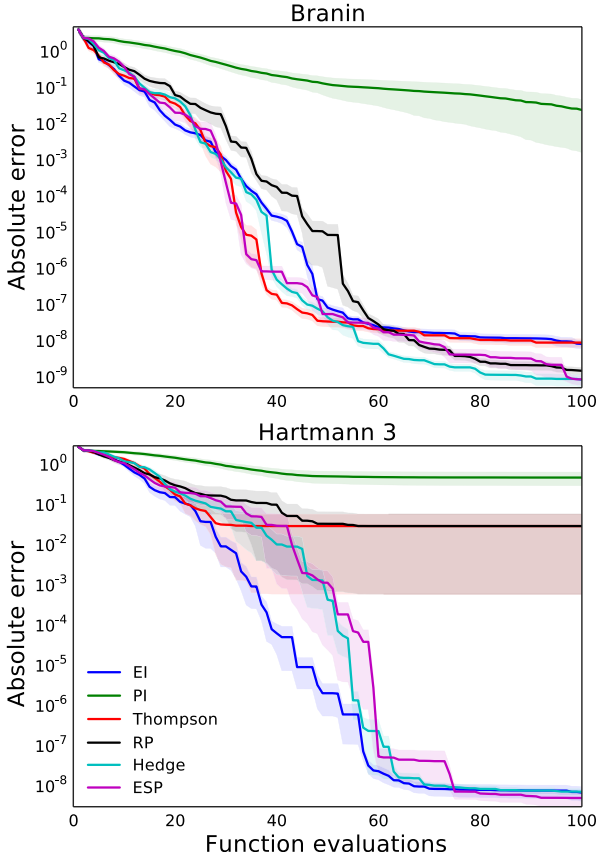 Branin
Absolute error
10^0
10^-1
10^-2
10^-3
10^-4
10^-5
10^-6
10^-7
10^-8
10^-9
0 20 40 60 80 100
Hartmann 3
Absolute error
10^0
10^-1
10^-2
10^-3
10^-4
10^-5
10^-6
10^-7
10^-8
EI
PI
Thompson
RP
Hedge
ESP
0 20 40 60 80 100
Function evaluations